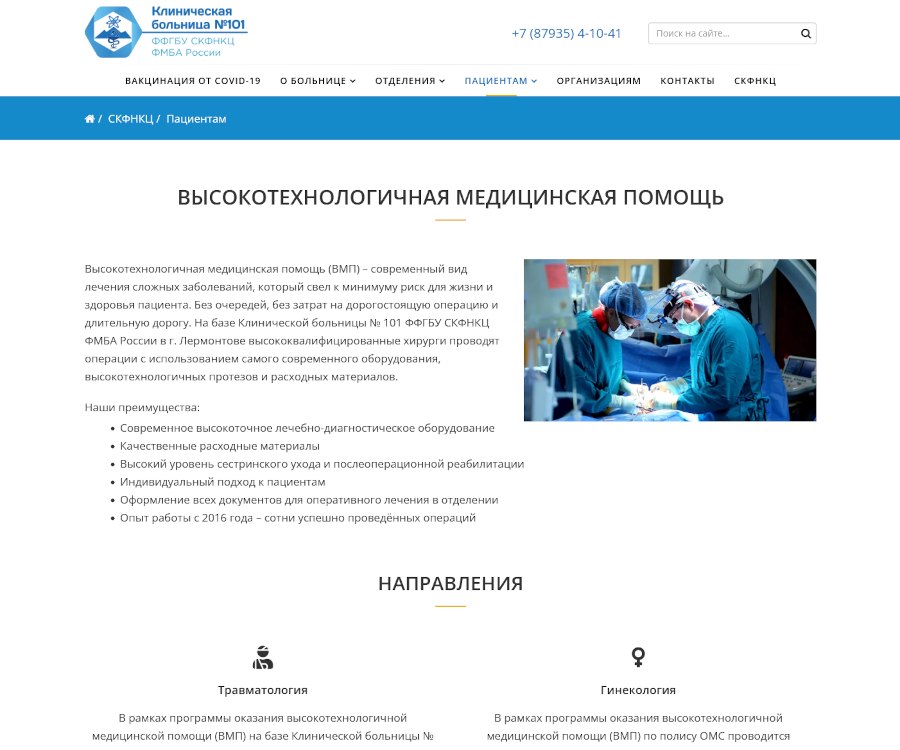 Клиническая
больница №101
ФФГБУ СКФНКЦ
ФМБА России
+7 (87935) 4-10-41
Поиск на сайте...
ВАКЦИНАЦИЯ ОТ COVID-19 О БОЛЬНИЦЕ ОТДЕЛЕНИЯ ПАЦИЕНТАМ ОРГАНИЗАЦИЯМ КОНТАКТЫ СКФНКЦ
/ СКФНКЦ / Пациентам
ВЫСОКОТЕХНОЛОГИЧНАЯ МЕДИЦИНСКАЯ ПОМОЩЬ
Высокотехнологичная медицинская помощь (ВМП) – современный вид
лечения сложных заболеваний, который свел к минимуму риск для жизни и
здоровья пациента. Без очередей, без затрат на дорогостоящую операцию и
длительную дорогу. На базе Клинической больницы № 101 ФФГБУ СКФНКЦ
ФМБА России в г. Лермонтове высококвалифицированные хирурги проводят
операции с использованием самого современного оборудования,
высокотехнологичных протезов и расходных материалов.
Наши преимущества:
• Современное высокоточное лечебно-диагностическое оборудование
• Качественные расходные материалы
• Высокий уровень сестринского ухода и послеоперационной реабилитации
• Индивидуальный подход к пациентам
• Оформление всех документов для оперативного лечения в отделении
• Опыт работы с 2016 года – сотни успешно проведённых операций
НАПРАВЛЕНИЯ
Травматология
В рамках программы оказания высокотехнологичной
медицинской помощи (ВМП) на базе Клинической больницы №
Гинекология
В рамках программы оказания высокотехнологичной
медицинской помощи (ВМП) по полису ОМС проводится